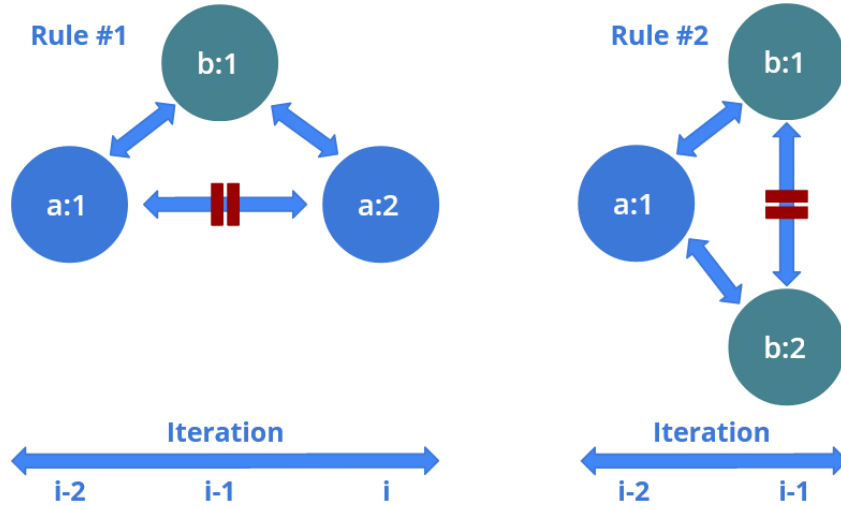 Rule #1
b:1
a:1
a:2
Iteration
i-2 i-1 i
Rule #2
b:1
a:1
b:2
Iteration
i-2 i-1